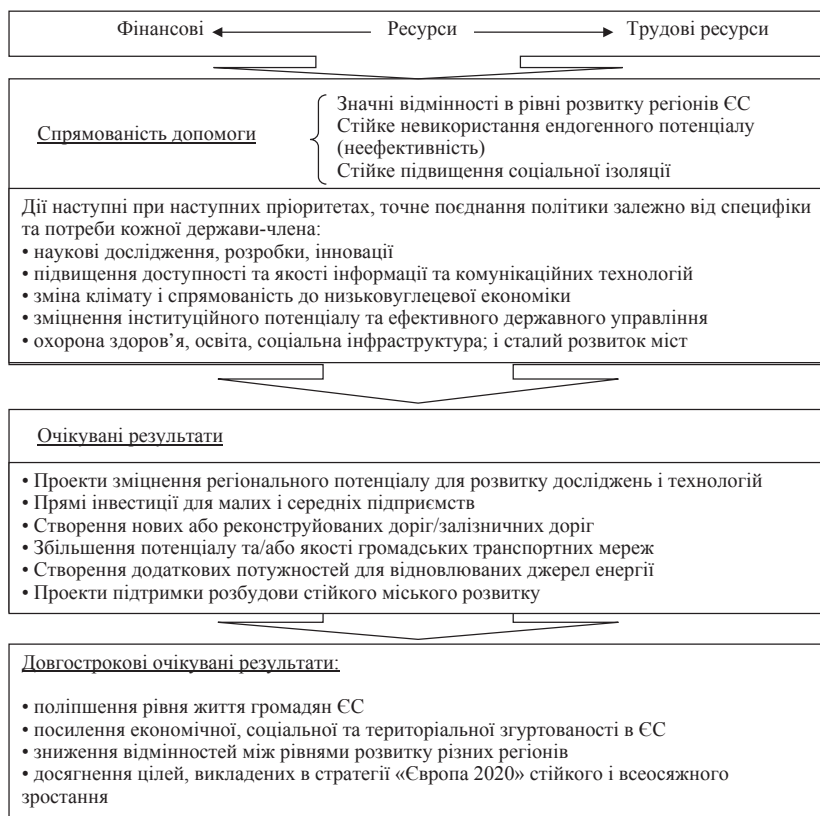 Фінансові Ресурси Трудові ресурси
Спрямованість допомоги
Значні відмінності в рівні розвитку регіонів ЄС
Стійке невикористання ендогенного потенціалу
(неефективність)
Стійке підвищення соціальної ізоляції
Дії наступні при наступних пріоритетах, точне поєднання політики залежно від специфіки
та потреби кожної держави-члена:
• наукові дослідження, розробки, інновації
• підвищення доступності та якості інформації та комунікаційних технологій
• зміна клімату і спрямованість до низьковуглецевої економіки
• зміцнення інституційного потенціалу та ефективного державного управління
• охорона здоров’я, освіта, соціальна інфраструктура; і сталий розвиток міст
Очікувані результати
• Проекти зміцнення регіонального потенціалу для розвитку досліджень і технологій
• Прямі інвестиції для малих і середніх підприємств
• Створення нових або реконструйованих доріг/залізничних доріг
• Збільшення потенціалу та/або якості громадських транспортних мереж
• Створення додаткових потужностей для відновлюваних джерел енергії
• Проекти підтримки розбудови стійкого міського розвитку
Довгострокові очікувані результати:
• поліпшення рівня життя громадян ЄС
• посилення економічної, соціальної та територіальної згуртованості в ЄС
• зниження відмінностей між рівнями розвитку різних регіонів
• досягнення цілей, викладених в стратегії «Європа 2020» стійкого і всеосяжного
зростання